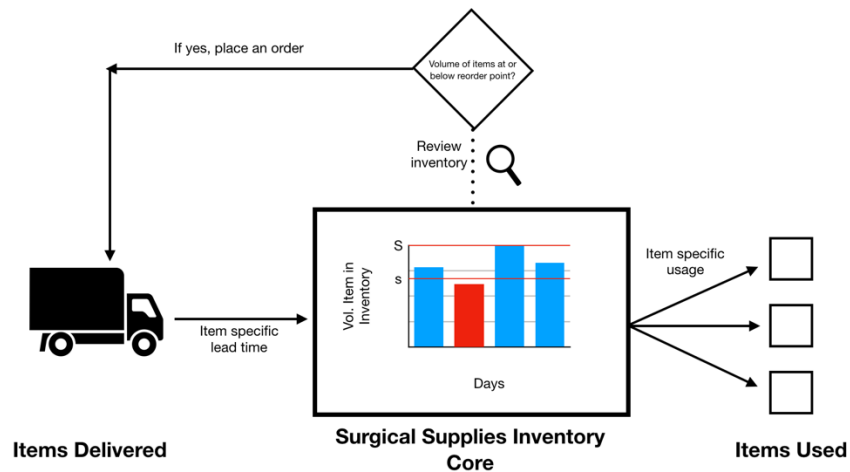 If yes, place an order
Volume of items at or
below reorder point?
Review
inventory
S
s
Vol. Item in
Inventory
Days
Item specific
lead time
Item specific
usage
Items Delivered
Surgical Supplies Inventory
Core
Items Used